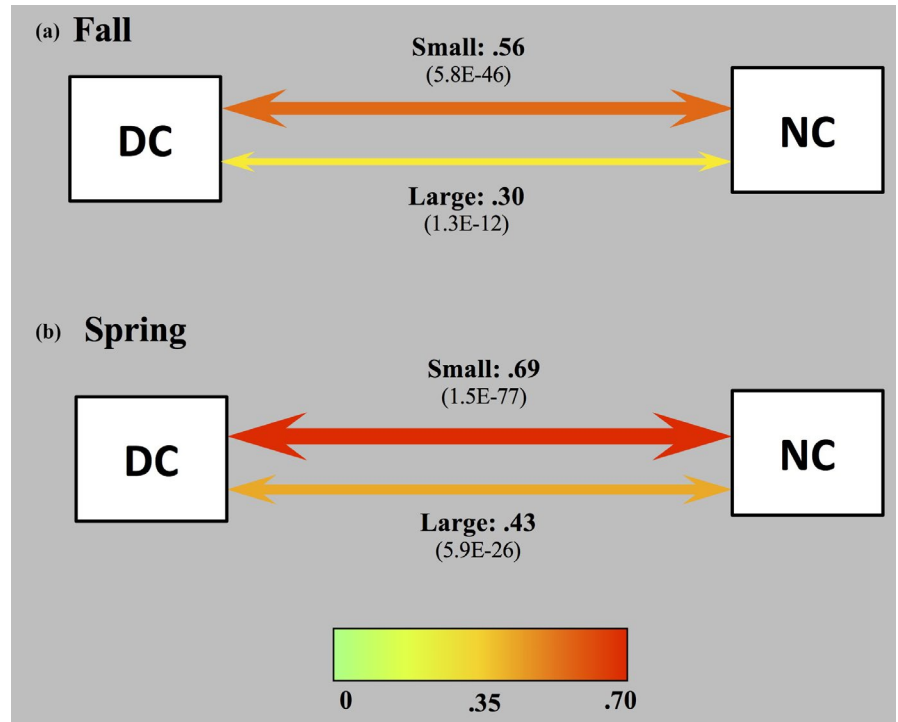 (a) Fall
Small: .56
(5.8E-46)
DC
NC
Large: .30
(1.3E-12)
(b) Spring
Small: .69
(1.5E-77)
DC
NC
Large: .43
(5.9E-26)
0 .35 .70